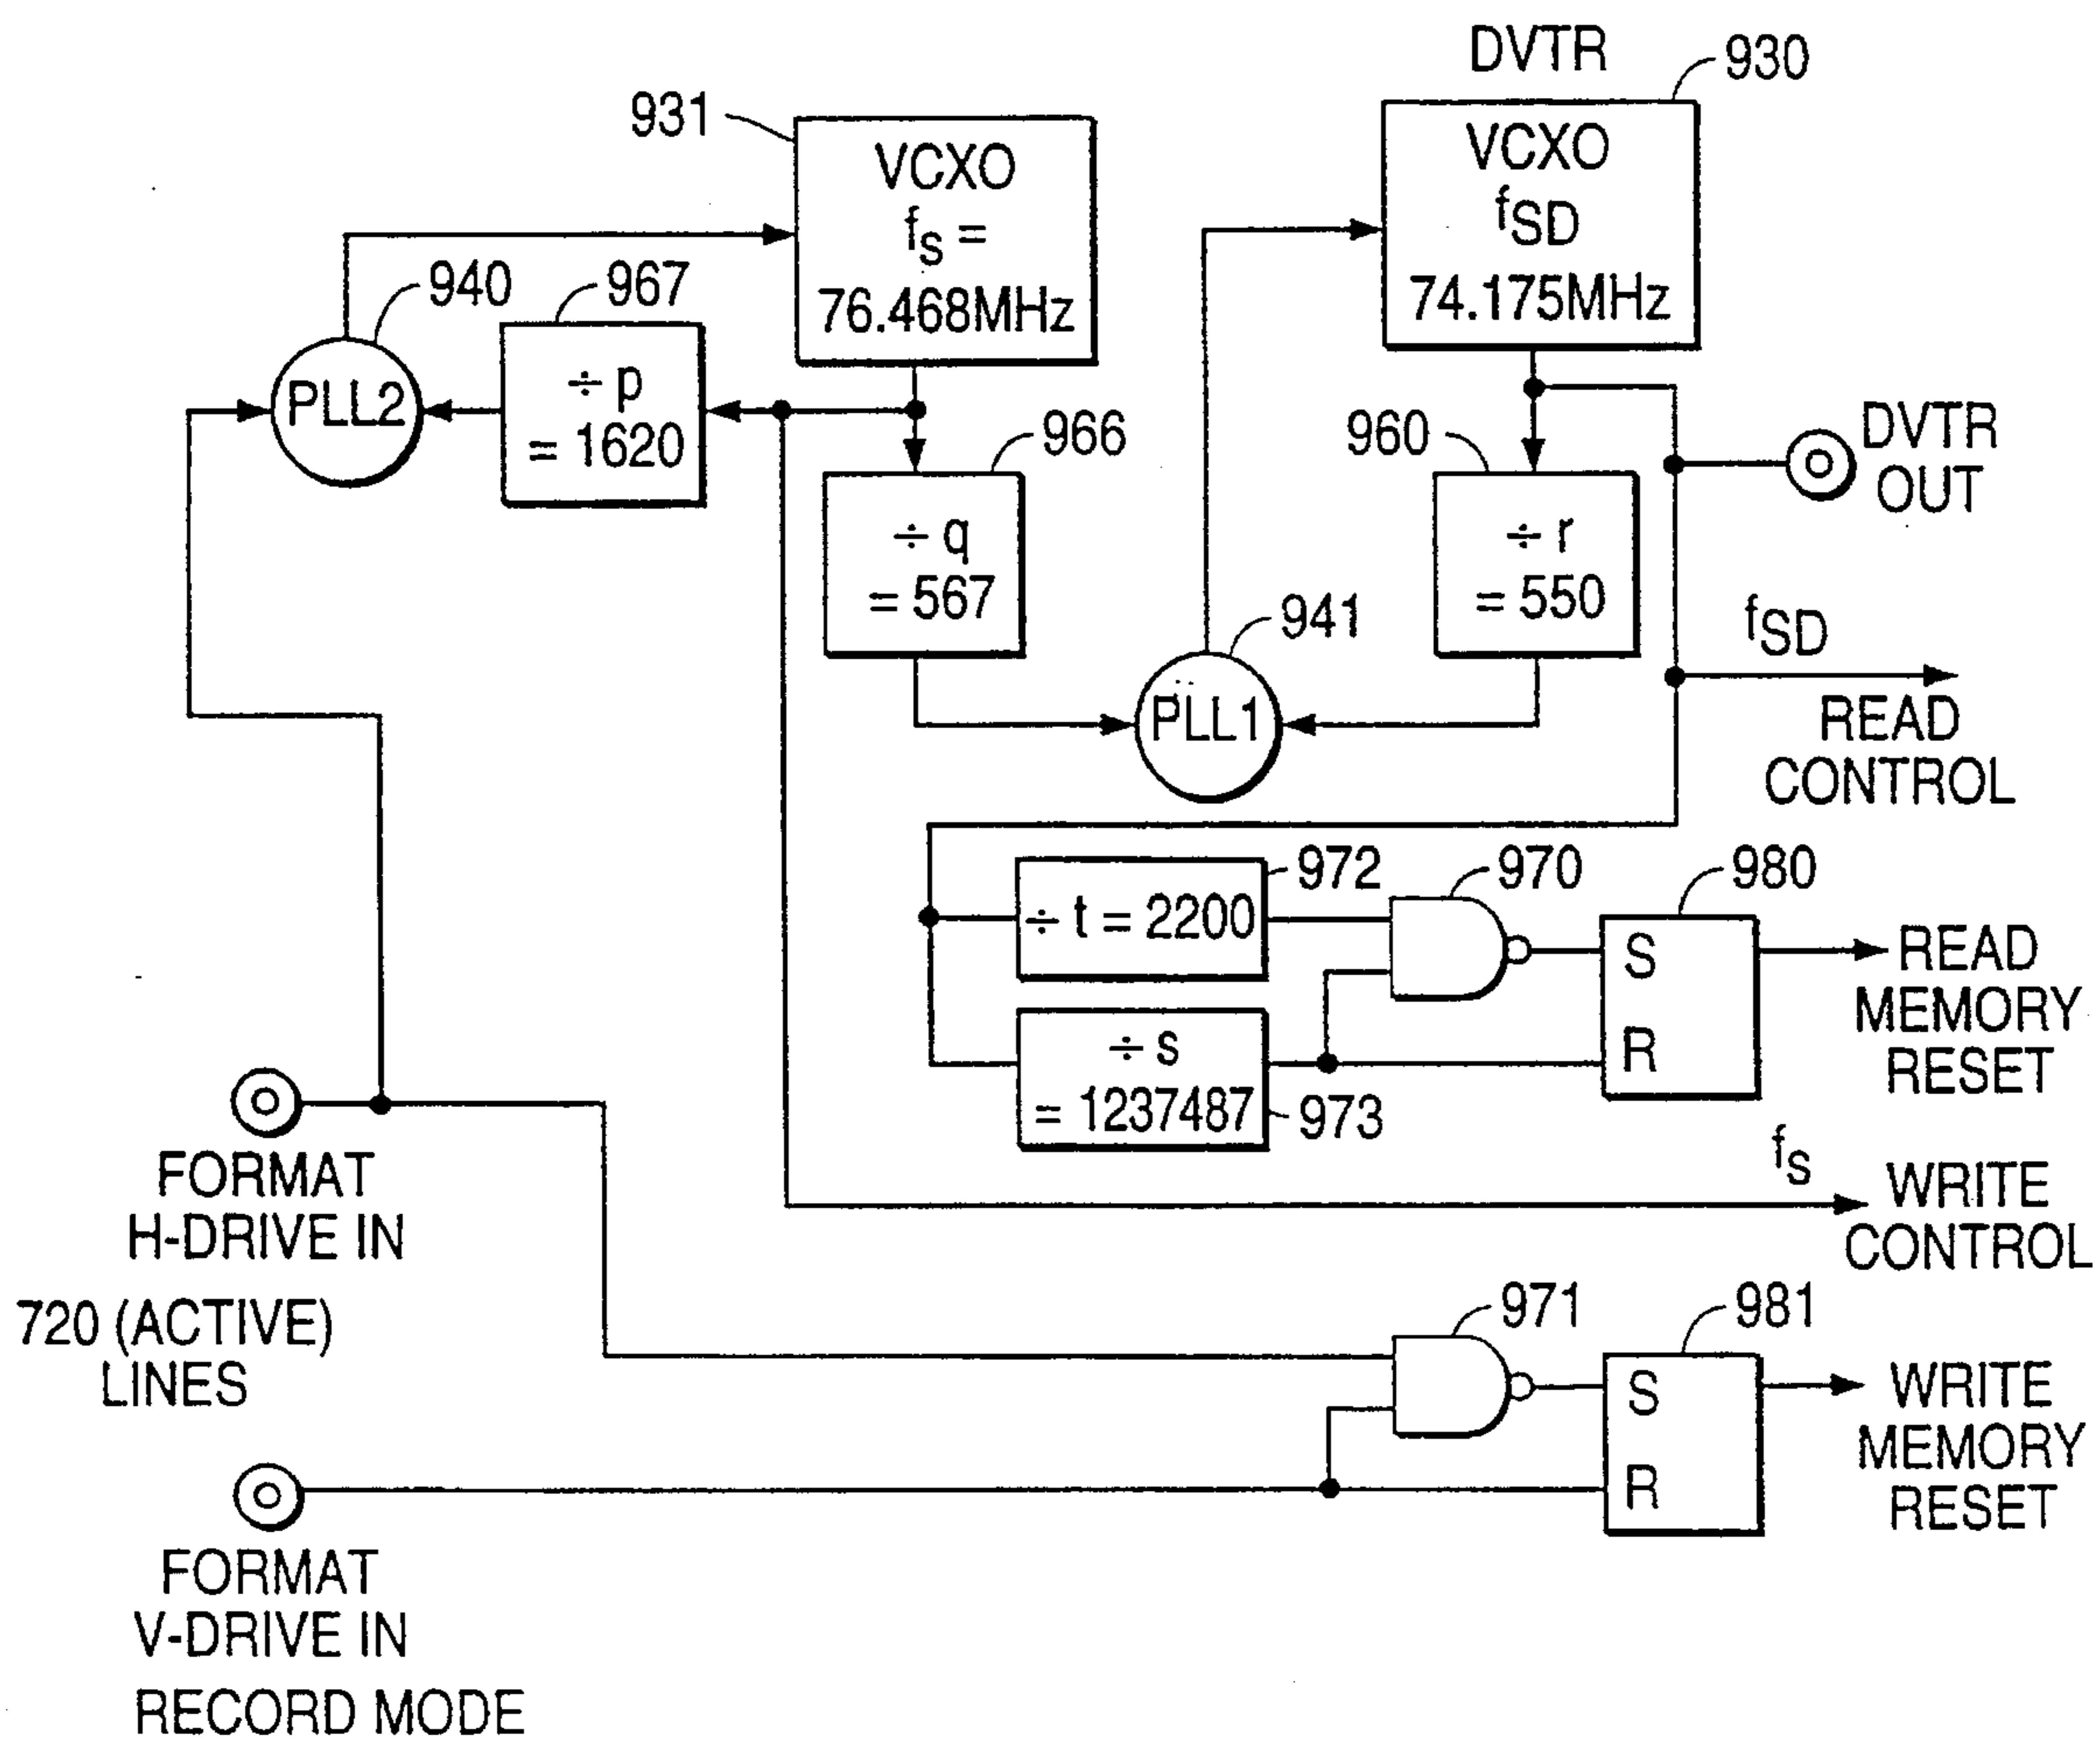 DVTR
930
931
VCXO
fS =
76.468MHz
VCXO
fSD
74.175MHz
940
967
PLL2
÷ p
= 1620
966
960
DVTR
OUT
÷ q
= 567
÷ r
= 550
941
PLL1
fSD
READ
CONTROL
972
970
980
÷ t = 2200
S
R
READ
MEMORY
RESET
÷ s
= 1237487
973
FORMAT
H-DRIVE IN
720 (ACTIVE)
LINES
fS
WRITE
CONTROL
971
981
S
R
WRITE
MEMORY
RESET
FORMAT
V-DRIVE IN
RECORD MODE